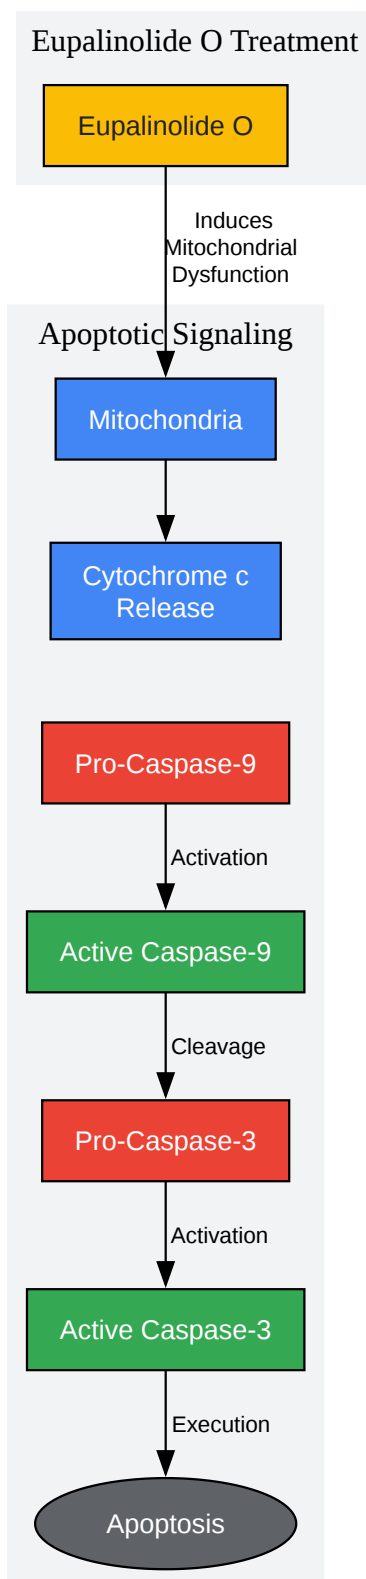 Eupalinolide O Treatment
Eupalinolide O
Induces
Mitochondrial
Dysfunction
Apoptotic Signaling
Mitochondria
Cytochrome c
Release
Pro-Caspase-9
Activation
Active Caspase-9
Cleavage
Pro-Caspase-3
Activation
Active Caspase-3
Execution
Apoptosis